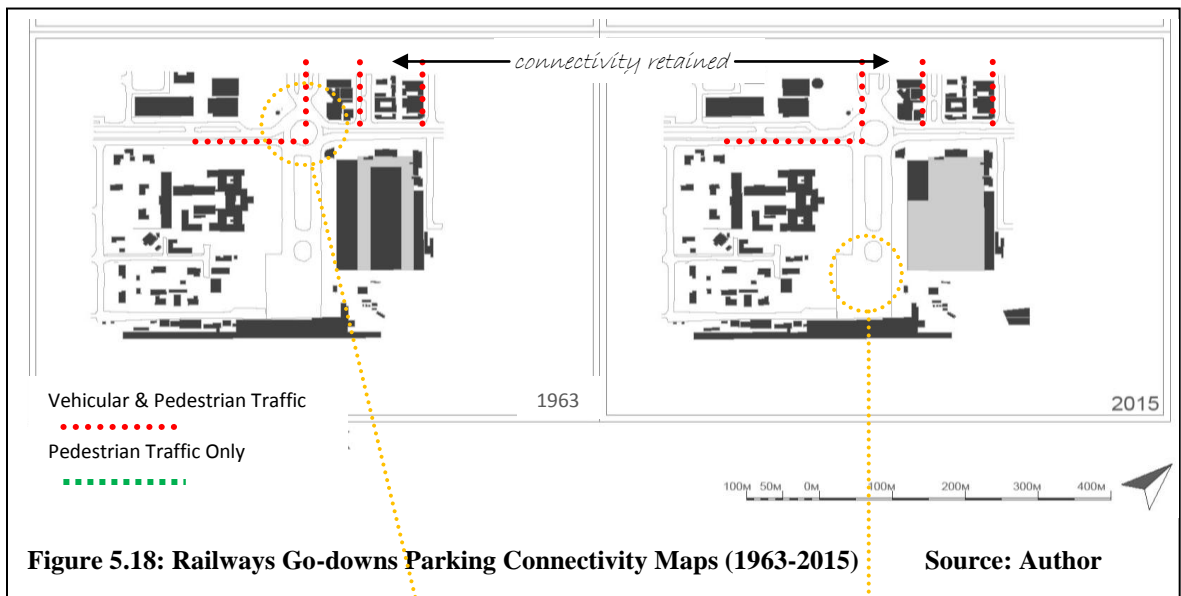 connectivity retained
Vehicular & Pedestrian Traffic
1963
2015
Pedestrian Traffic Only
100M 50M 0M 100M 200M 300M 400M
Figure 5.18: Railways Go-downs Parking Connectivity Maps (1963-2015) Source: Author